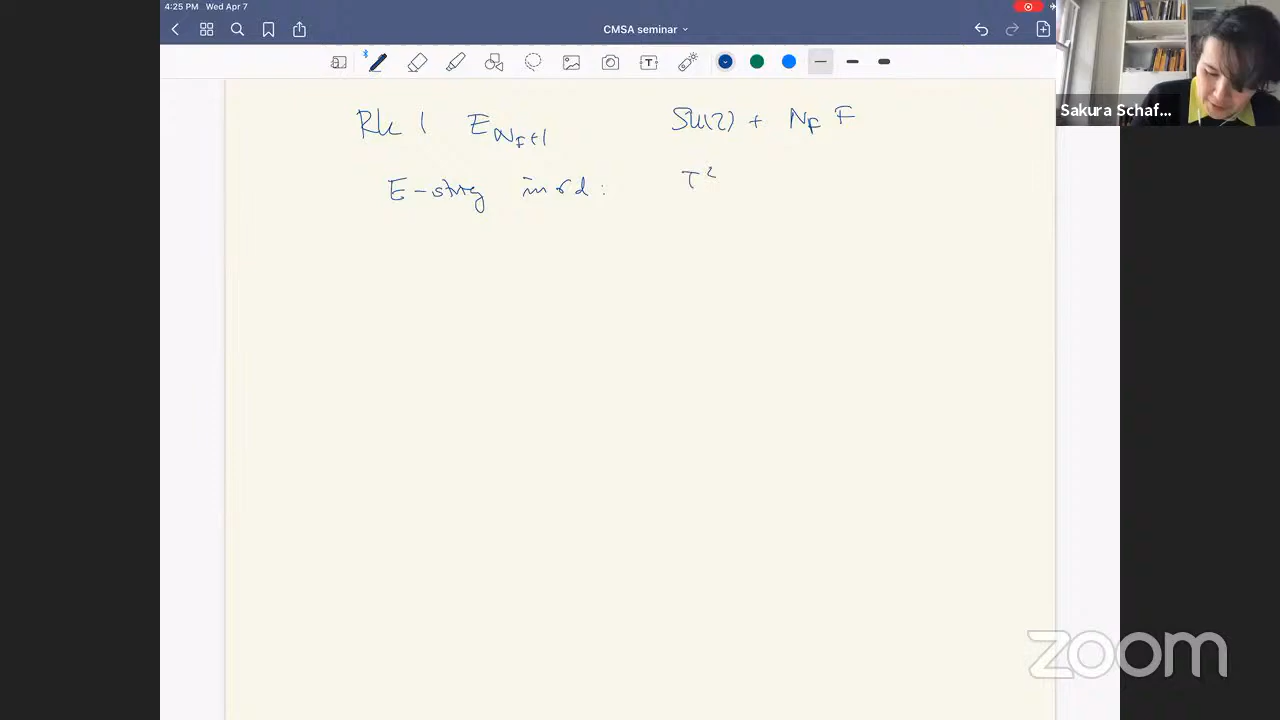 4:25 PM Wed Apr 7
CMSA seminar
Rk 1 E_{N_F+1} SU(2) + N_F F
E-string in 6d: T²
Sakura Schaf...
zoom